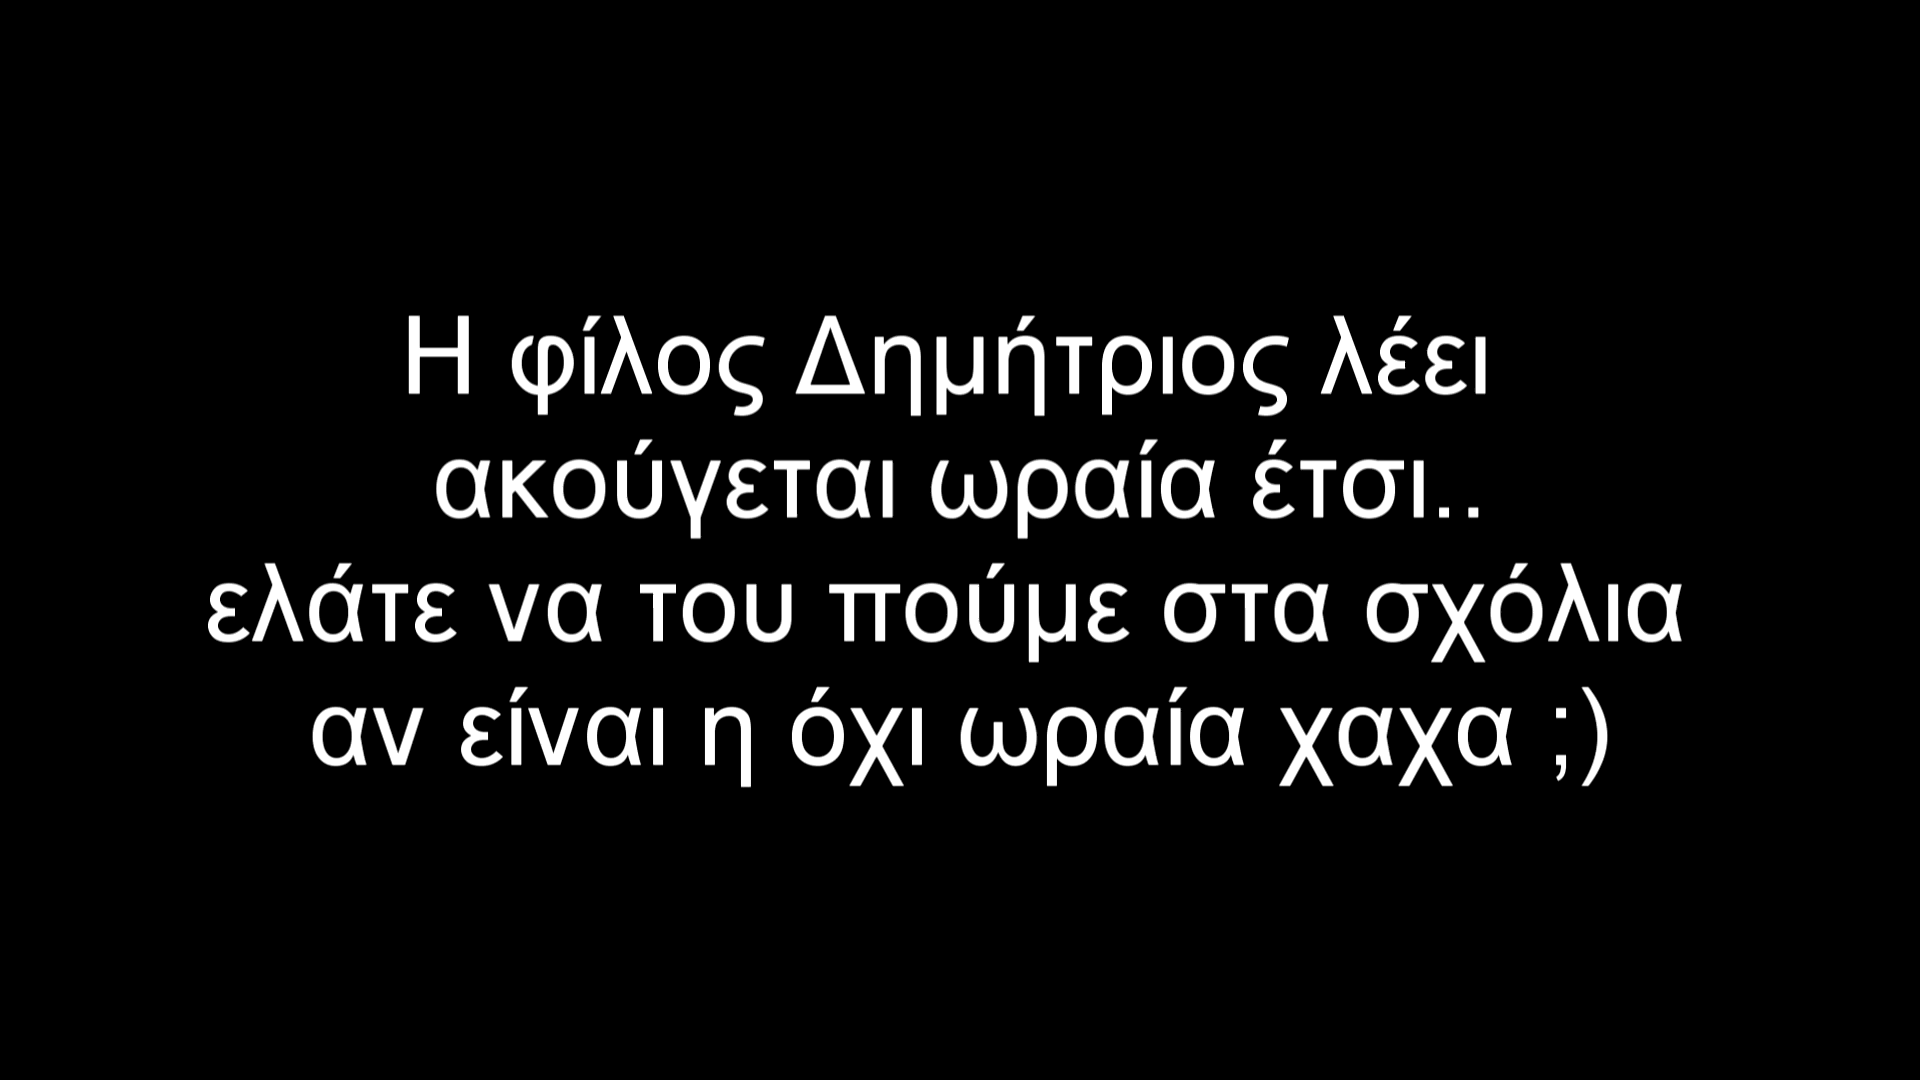 Η φίλος Δημήτριος λέει
ακούγεται ωραία έτσι..
ελάτε να του πούμε στα σχόλια
αν είναι η όχι ωραία χαχα ;)